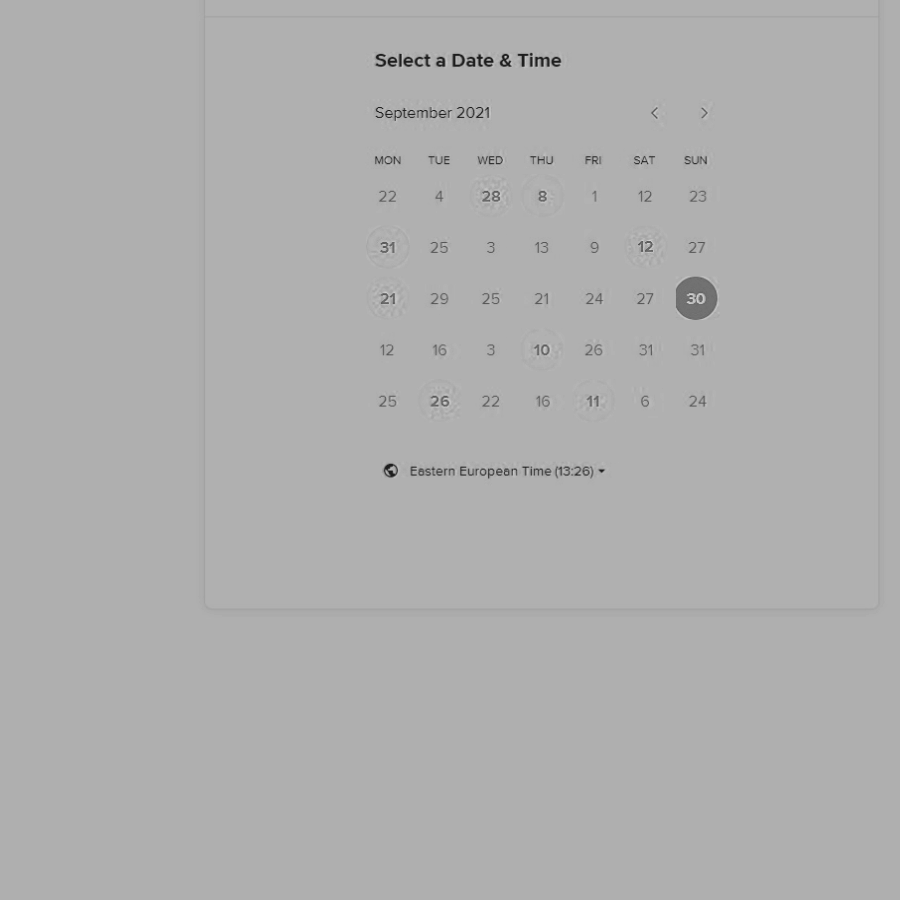 Select a Date & Time
September 2021
MON TUE WED THU FRI SAT SUN
22 4 28 8 1 12 23
31 25 3 13 9 12 27
21 29 25 21 24 27 30
12 16 3 10 26 31 31
25 26 22 16 11 6 24
Eastern European Time (13:26)